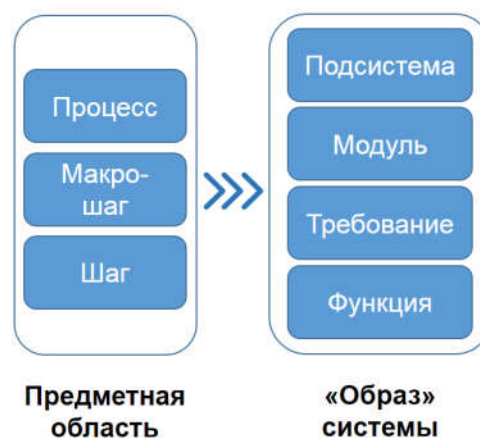 Процесс
Макро-
шаг
Шаг
Предметная
область
Подсистема
Модуль
Требование
Функция
«Образ»
системы